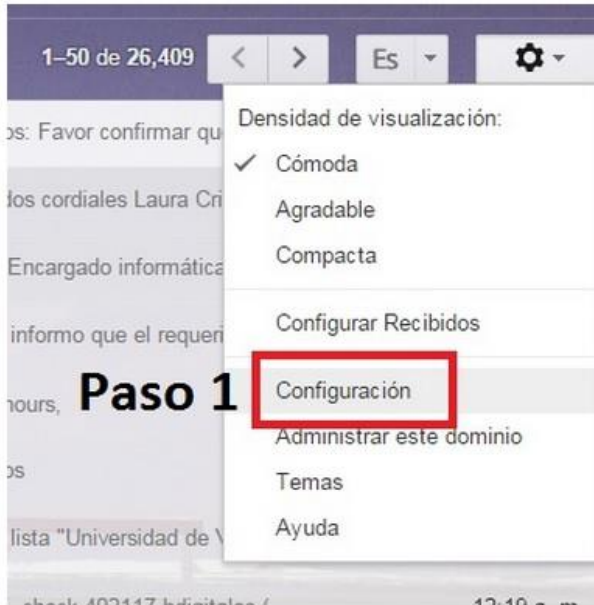 1–50 de 26,409 < > Es
os: Favor confirmar qu
Densidad de visualización:
✓ Cómoda
dos cordiales Laura Cri
Agradable
Encargado informática
Compacta
informo que el requeri
Configurar Recibidos
hours,
Paso 1
Configuración
Administrar este dominio
os
Temas
lista "Universidad de V
Ayuda
12:19 a. m.